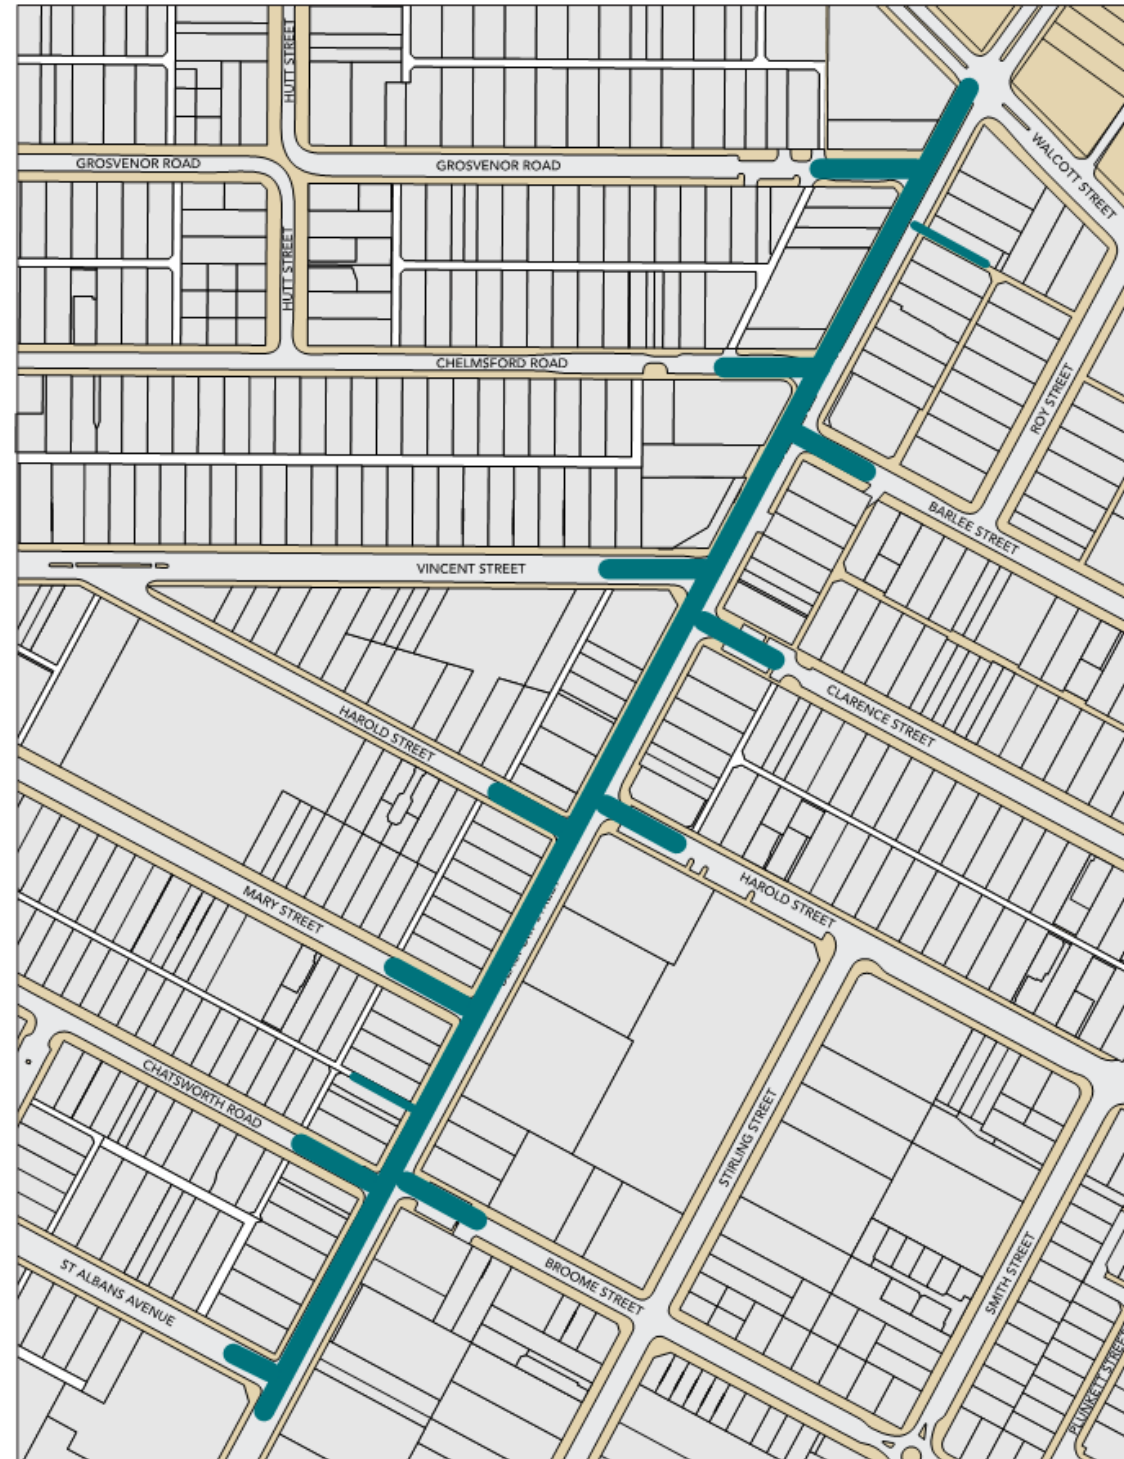 HUTT STREET
GROSVENOR ROAD
GROSVENOR ROAD
WALCOTT STREET
HUTT STREET
CHELMSFORD ROAD
ROY STREET
BARLEE STREET
VINCENT STREET
HAROLD STREET
CLARENCE STREET
HAROLD STREET
MARY STREET
CHATSWORTH ROAD
STIRLING STREET
ST ALBANS AVENUE
BROOME STREET
SMITH STREET
PLUNKETT STREET